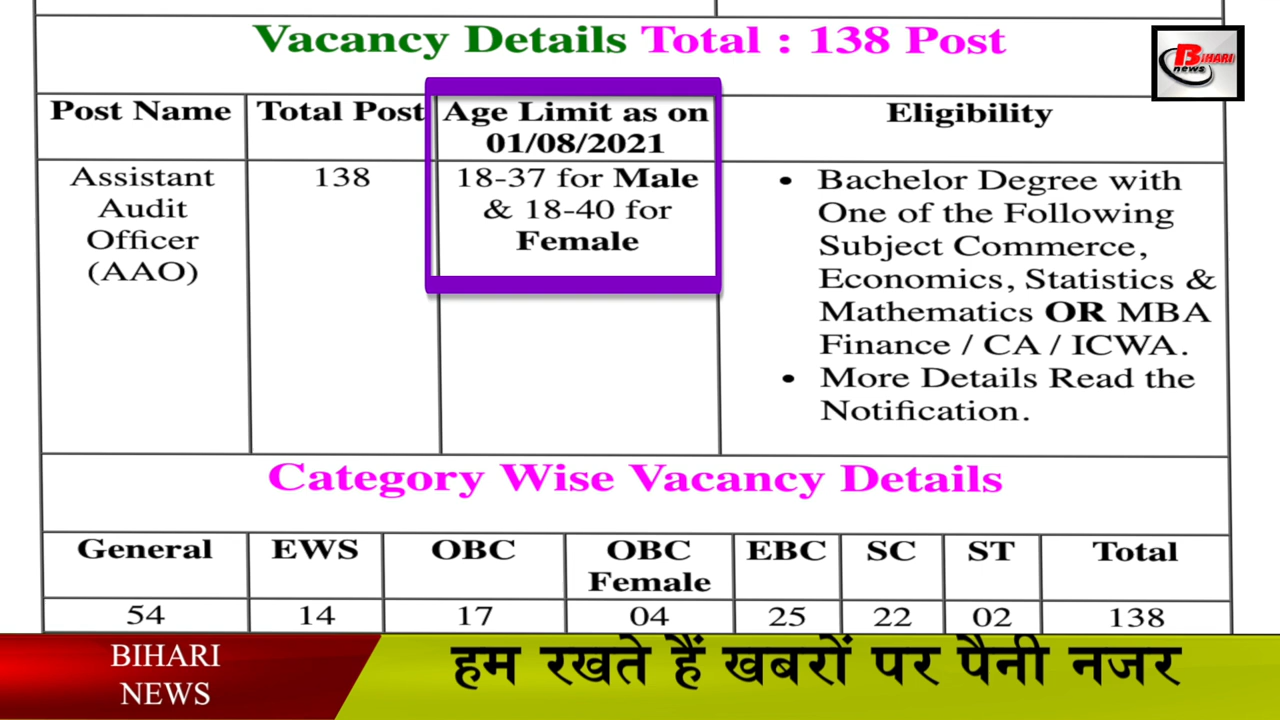 Vacancy Details Total : 138 Post
BIHARI
news
Post Name
Total Post
Age Limit as on
01/08/2021
Eligibility
Assistant
Audit
Officer
(AAO)
138
18-37 for Male
& 18-40 for
Female
• Bachelor Degree with
One of the Following
Subject Commerce,
Economics, Statistics &
Mathematics OR MBA
Finance / CA / ICWA.
• More Details Read the
Notification.
Category Wise Vacancy Details
General
EWS
OBC
OBC
Female
EBC
SC
ST
Total
54
14
17
04
25
22
02
138
BIHARI
NEWS
हम रखते हैं खबरों पर पैनी नजर